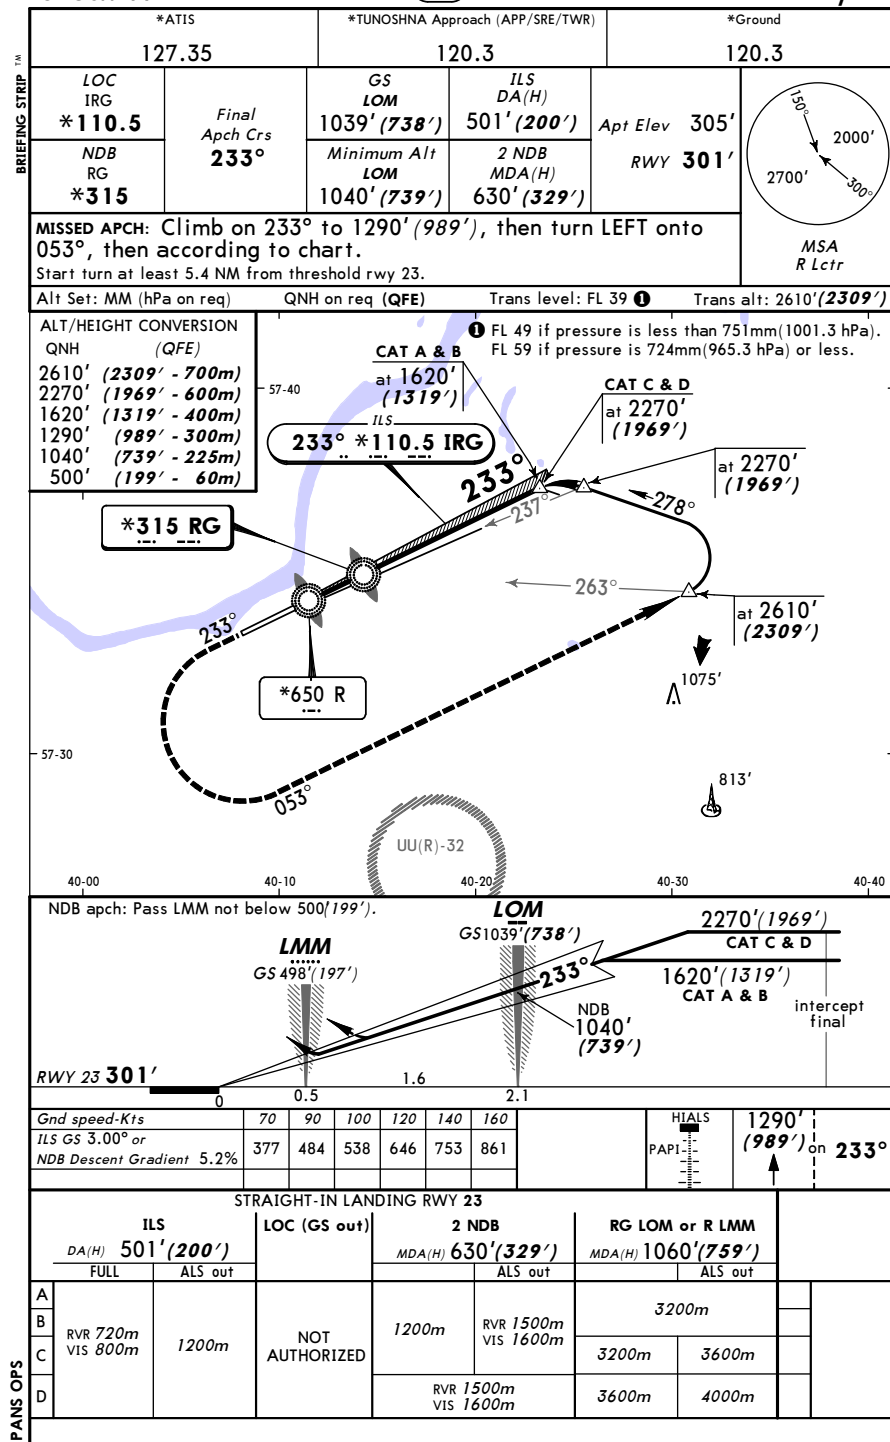 *ATIS
127.35
*TUNOSHNA Approach (APP/SRE/TWR)
120.3
*Ground
120.3
BRIEFING STRIP TM
LOC
IRG
*110.5
Final
Apch Crs
233°
GS
LOM
1039' (738')
ILS
DA(H)
501' (200')
Apt Elev 305'
RWY 301'
NDB
RG
*315
Minimum Alt
LOM
1040' (739')
2 NDB
MDA(H)
630' (329')
150°
2000'
2700'
300°
MSA
R Lctr
MISSED APCH: Climb on 233° to 1290' (989'), then turn LEFT onto
053°, then according to chart.
Start turn at least 5.4 NM from threshold rwy 23.
Alt Set: MM (hPa on req) QNH on req (QFE) Trans level: FL 39 ❶ Trans alt: 2610' (2309')
❶ FL 49 if pressure is less than 751mm(1001.3 hPa).
FL 59 if pressure is 724mm(965.3 hPa) or less.
ALT/HEIGHT CONVERSION
QNH (QFE)
2610' (2309' - 700m)
2270' (1969' - 600m)
1620' (1319' - 400m)
1290' (989' - 300m)
1040' (739' - 225m)
500' (199' - 60m)
CAT A & B
at 1620'
(1319')
57-40
CAT C & D
at 2270'
(1969')
ILS
233° *110.5 IRG
233°
at 2270'
(1969')
237°
278°
*315 RG
263°
233°
at 2610'
(2309')
*650 R
1075'
57-30
053°
813'
UU(R)-32
40-00
40-10
40-20
40-30
40-40
NDB apch: Pass LMM not below 500'(199').
LOM
GS1039'(738')
2270'(1969')
CAT C & D
LMM
GS 498'(197')
233°
1620'(1319')
CAT A & B
NDB
1040'
(739')
intercept
final
RWY 23 301'
1.6
0
0.5
2.1
Gnd speed-Kts 70 90 100 120 140 160
ILS GS 3.00° or
NDB Descent Gradient 5.2% 377 484 538 646 753 861
HIALS
PAPI
1290'
(989') on 233°
STRAIGHT-IN LANDING RWY 23
ILS
DA(H) 501' (200')
FULL
ALS out
LOC (GS out)
2 NDB
MDA(H) 630' (329')
ALS out
RG LOM or R LMM
MDA(H) 1060' (759')
ALS out
A
B
C
D
RVR 720m
VIS 800m
1200m
NOT
AUTHORIZED
1200m
RVR 1500m
VIS 1600m
RVR 1500m
VIS 1600m
3200m
3200m
3600m
3600m
4000m
PANS OPS